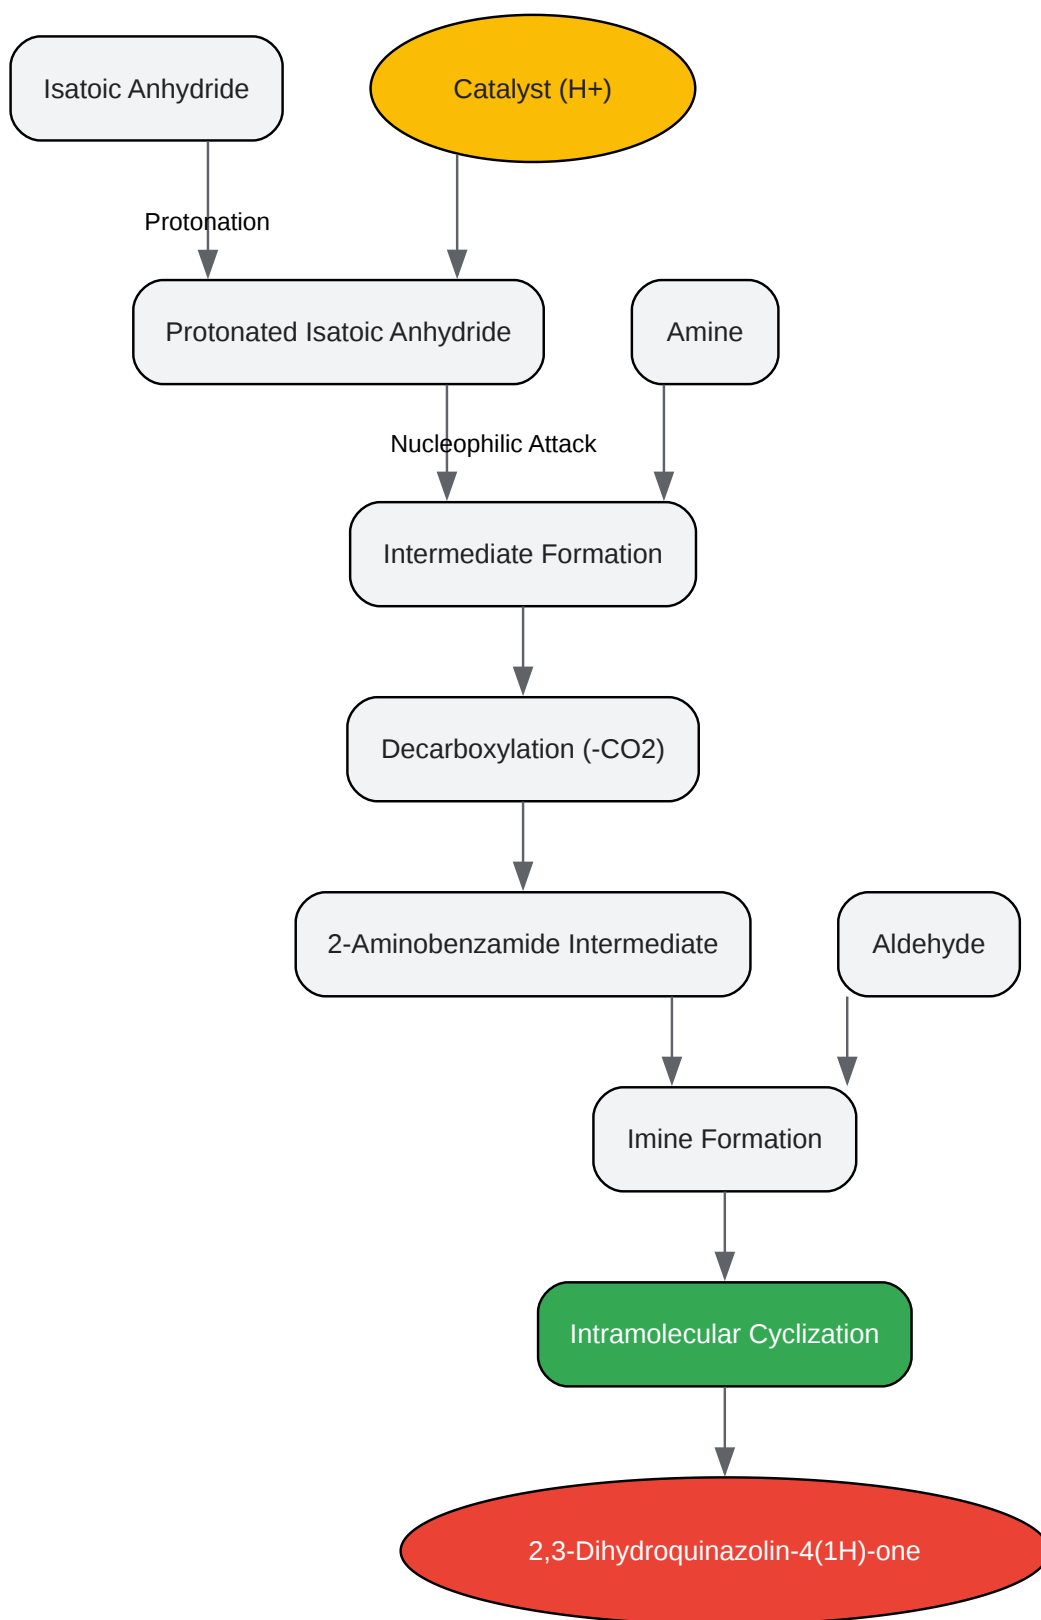 Isatoic Anhydride
Catalyst (H+)
Protonation
Protonated Isatoic Anhydride
Amine
Nucleophilic Attack
Intermediate Formation
Decarboxylation (-CO2)
2-Aminobenzamide Intermediate
Aldehyde
Imine Formation
Intramolecular Cyclization
2,3-Dihydroquinazolin-4(1H)-one